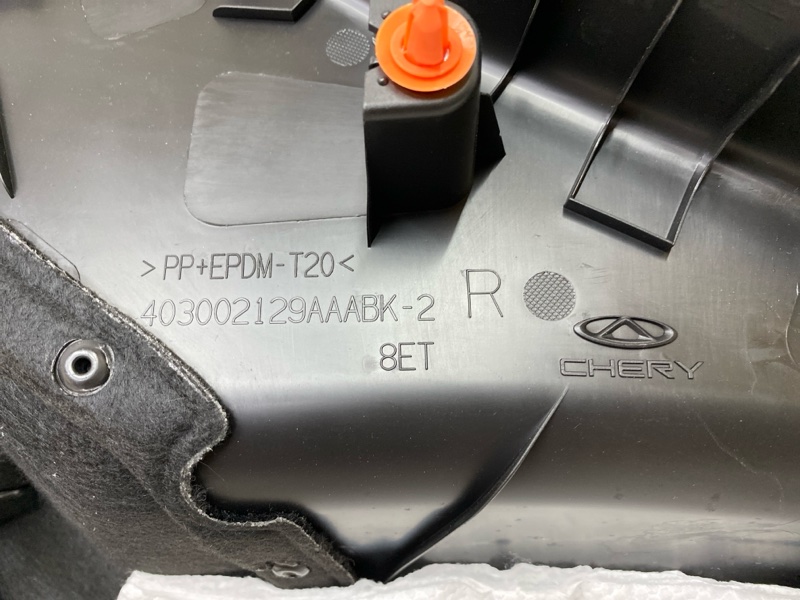 >PP+EPDM-T20<
403002129AAABK-2
R
8ET
CHERY